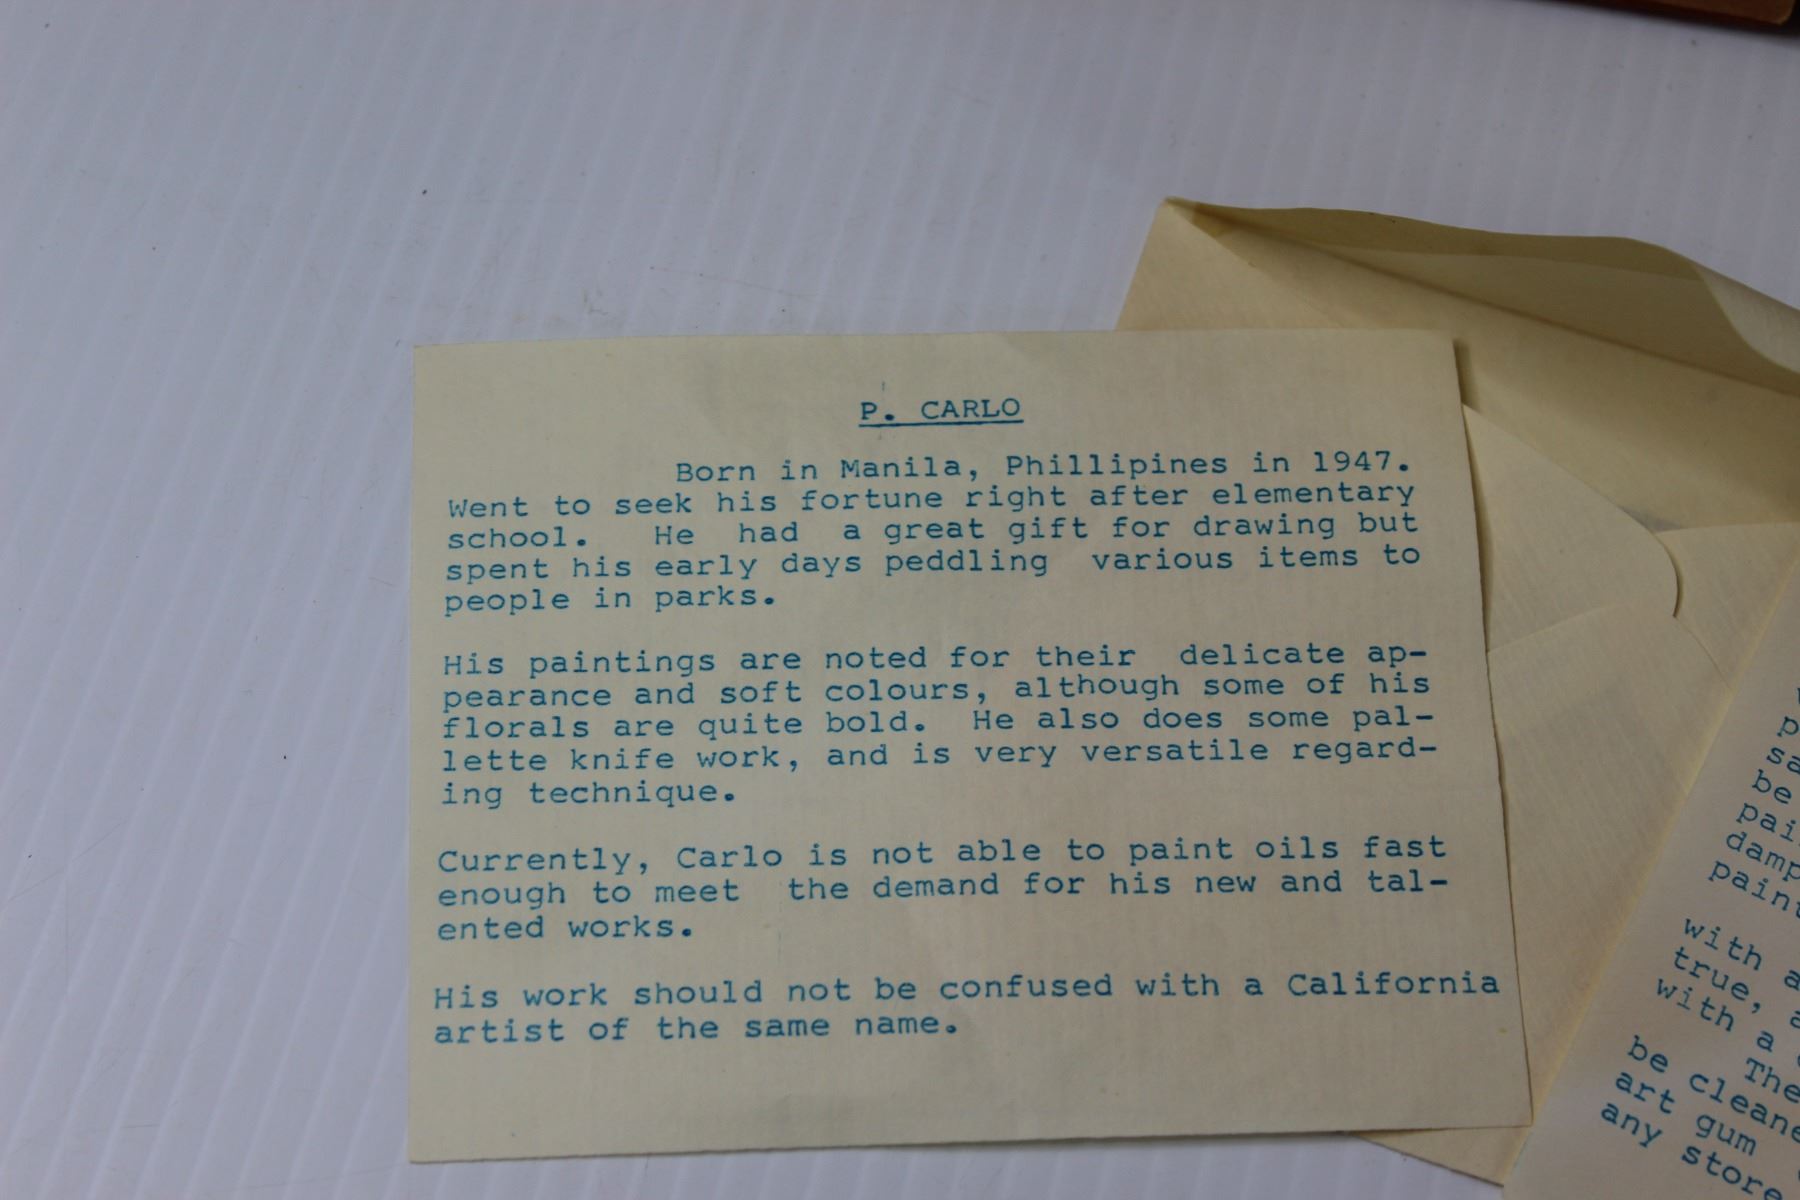 P. CARLO
Born in Manila, Phillipines in 1947.
Went to seek his fortune right after elementary
school. He had a great gift for drawing but
spent his early days peddling various items to
people in parks.
His paintings are noted for their delicate ap-
pearance and soft colours, although some of his
florals are quite bold. He also does some pal-
lette knife work, and is very versatile regard-
ing technique.
Currently, Carlo is not able to paint oils fast
enough to meet the demand for his new and tal-
ented works.
His work should not be confused with a California
artist of the same name.
be
damp
with a
true,
with a
The
be cleane
art gum
any store